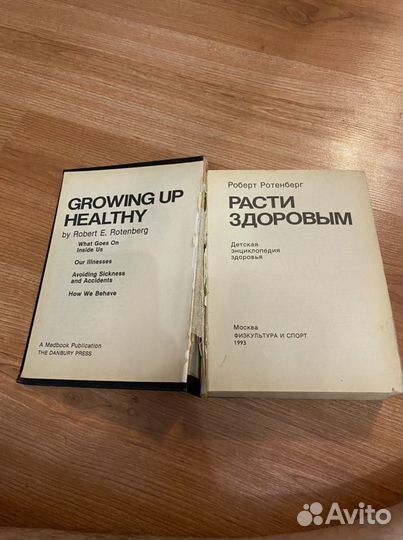 GROWING UP
HEALTHY
by Robert E. Rotenberg
What Goes On
Inside Us
Our Illnesses
Avoiding Sickness
and Accidents
How We Behave
A Medbook Publication
THE DANBURY PRESS
Роберт Ротенберг
РАСТИ
ЗДОРОВЫМ
Детская
энциклопедия
здоровья
Москва
ФИЗКУЛЬТУРА И СПОРТ
1993
Avito